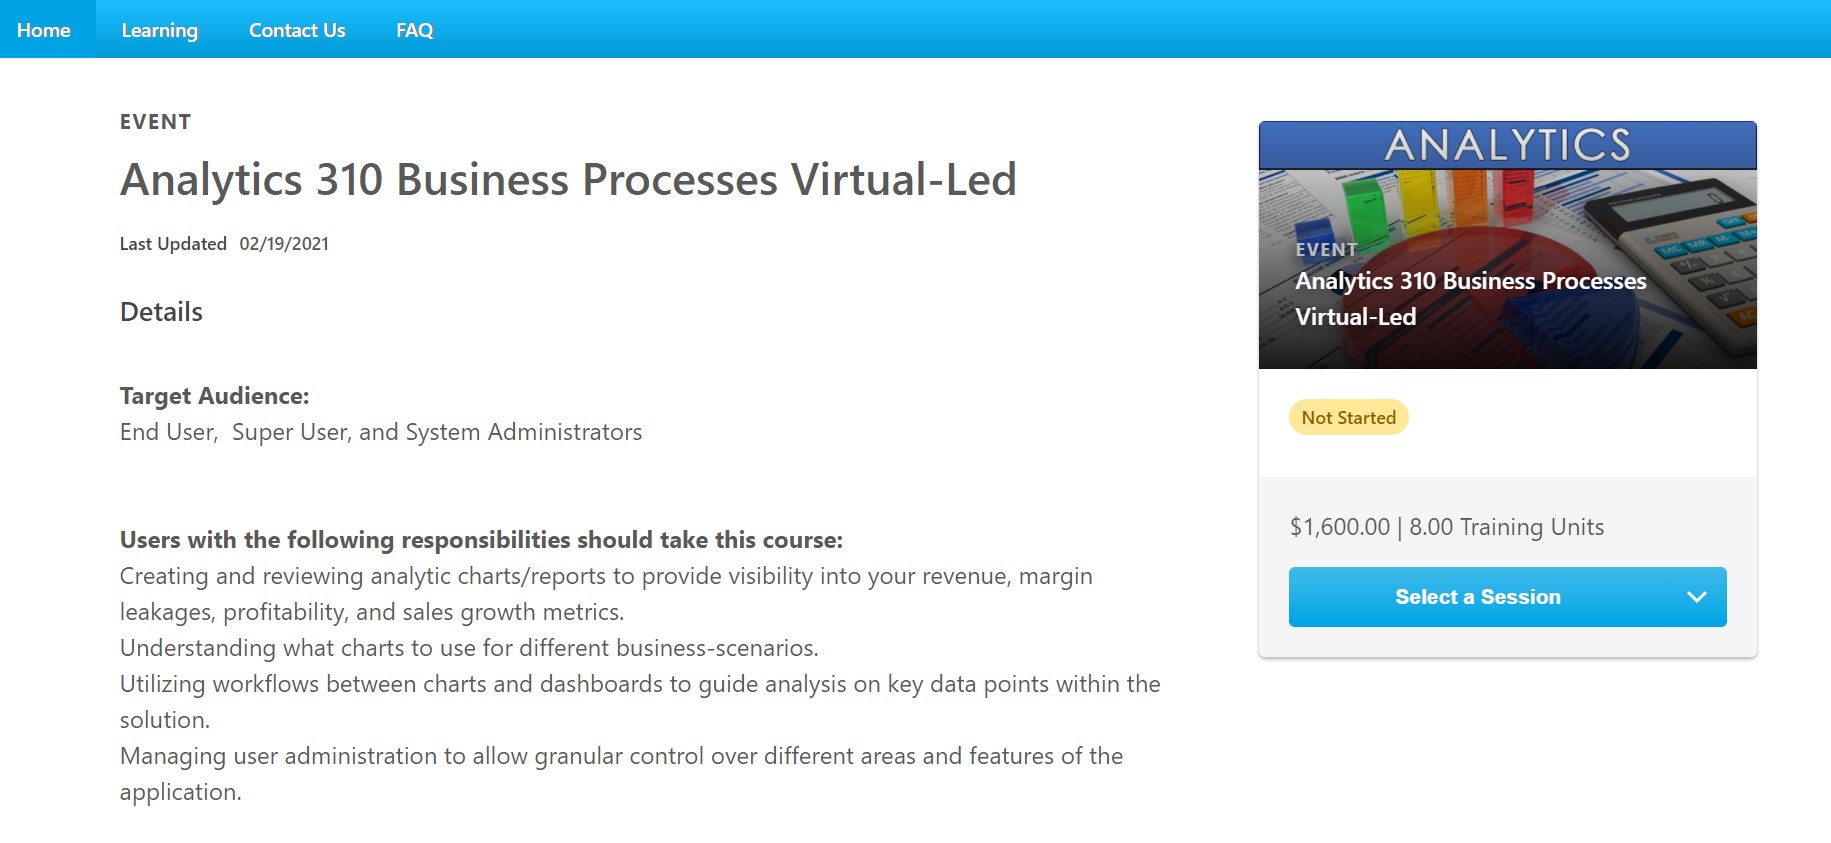 Home Learning Contact Us FAQ
EVENT
Analytics 310 Business Processes Virtual-Led
Last Updated 02/19/2021
Details
Target Audience:
End User,  Super User, and System Administrators
Users with the following responsibilities should take this course:
Creating and reviewing analytic charts/reports to provide visibility into your revenue, margin
leakages, profitability, and sales growth metrics.
Understanding what charts to use for different business-scenarios.
Utilizing workflows between charts and dashboards to guide analysis on key data points within the
solution.
Managing user administration to allow granular control over different areas and features of the
application.
ANALYTICS
EVENT
Analytics 310 Business Processes
Virtual-Led
Not Started
$1,600.00 | 8.00 Training Units
Select a Session